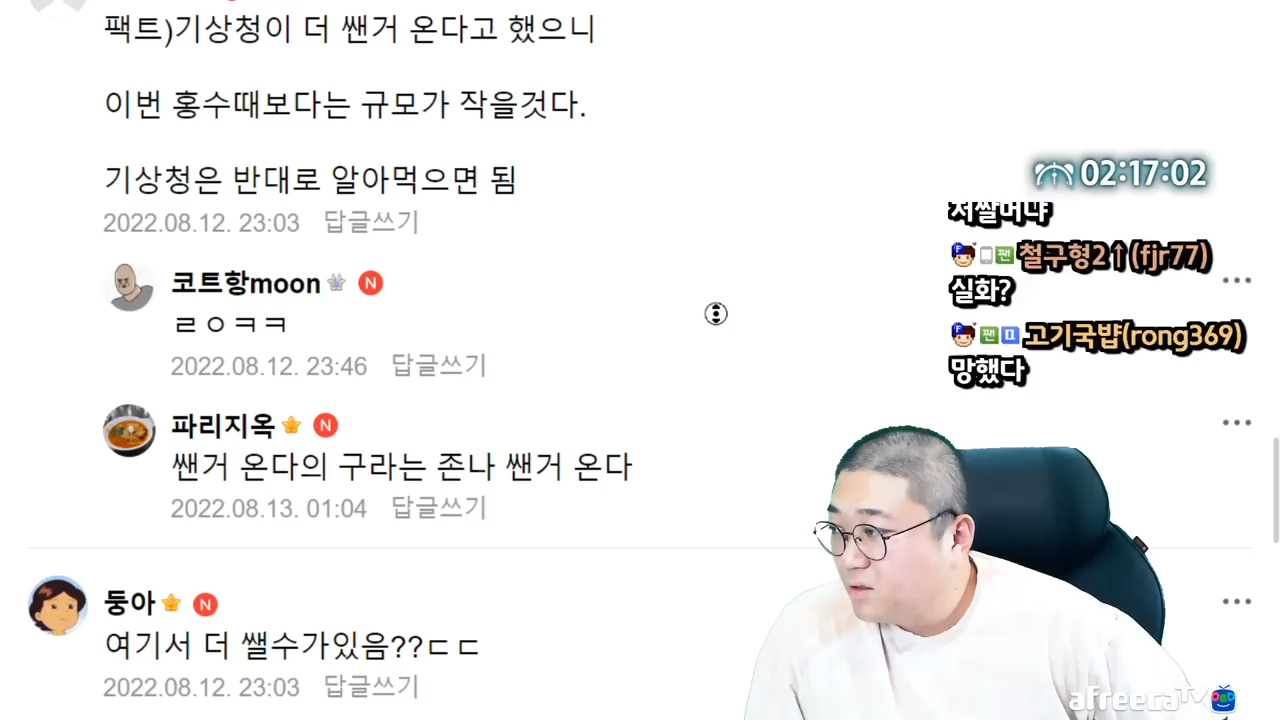 팩트)기상청이 더 쌘거 온다고 했으니
이번 홍수때보다는 규모가 작을것다.
기상청은 반대로 알아먹으면 됨
2022.08.12. 23:03 답글쓰기
코트항moon N
ㄹㅇㅋㅋ
2022.08.12. 23:46 답글쓰기
파리지옥 N
쌘거 온다의 구라는 존나 쌘거 온다
2022.08.13. 01:04 답글쓰기
둥아 N
여기서 더 쌜수가있음??ㄷㄷ
2022.08.12. 23:03 답글쓰기
02:17:02
팬 철구형2↑(fjr77)
실화?
팬 고기국뱝(rong369)
망했다
afreecaTV